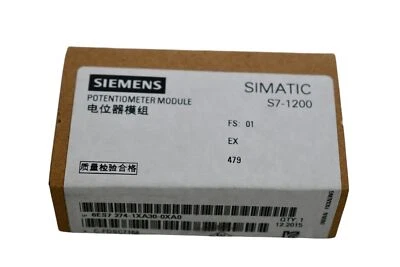 SIEMENS
SIMATIC
S7-1200
POTENTIOMETER MODULE
电位器模组
FS: 01
EX
479
质量检验合格
1P 6ES7 274-1XA30-0XA0
QTY: 1
12.2015